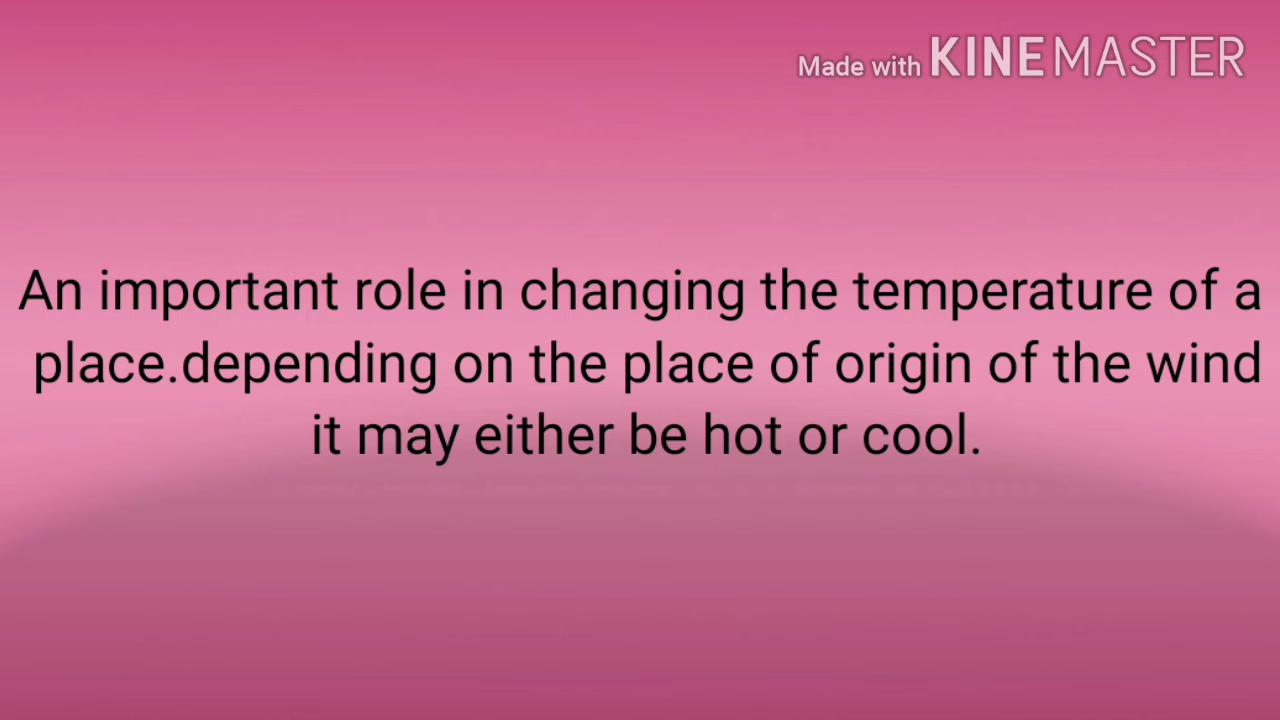 Made with KINEMASTER
An important role in changing the temperature of a
place.depending on the place of origin of the wind
it may either be hot or cool.